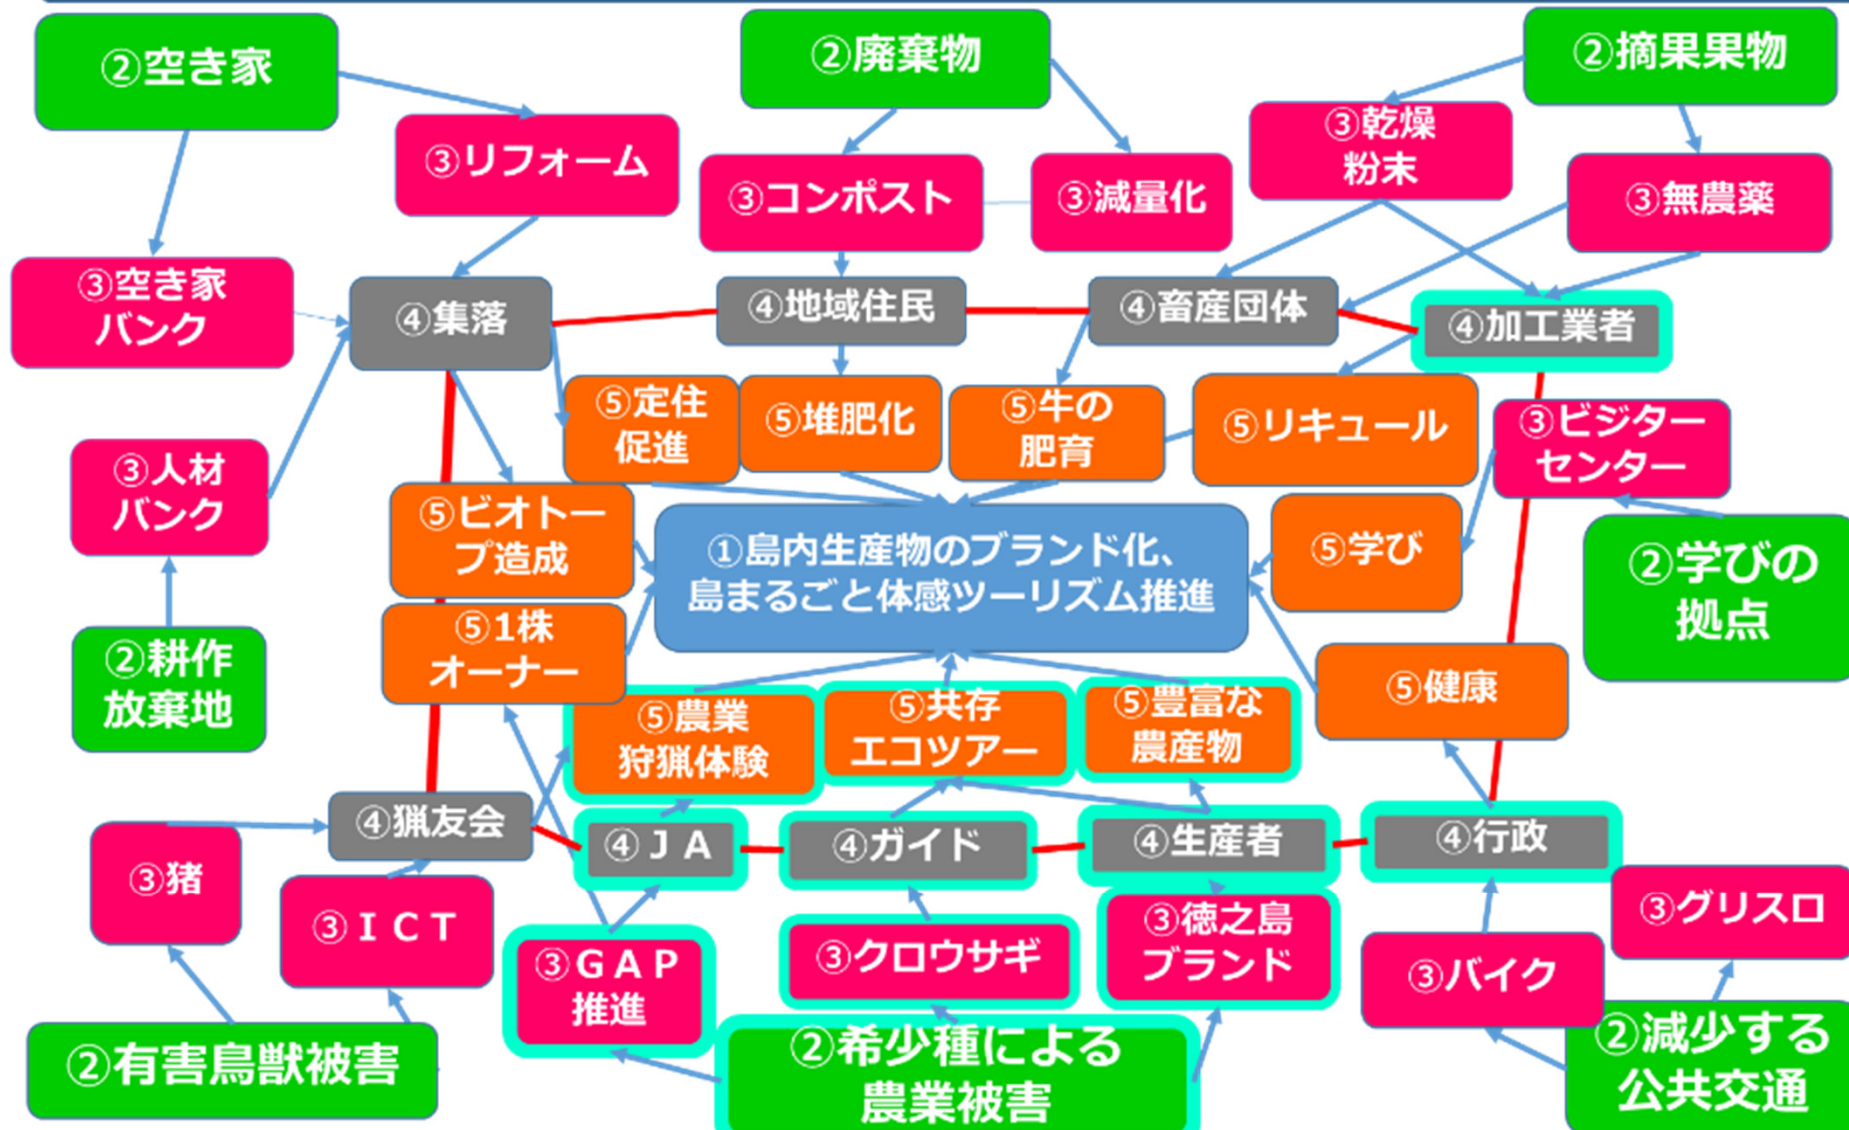 ②空き家
②廃棄物
②摘果果物
③リフォーム
③コンポスト
③減量化
③乾燥
粉末
③無農薬
③空き家
バンク
④集落
④地域住民
④畜産団体
④加工業者
⑤定住
促進
⑤堆肥化
⑤牛の
肥育
⑤リキュール
③ビジター
センター
③人材
バンク
⑤ビオトー
プ造成
①島内生産物のブランド化、
島まるごと体感ツーリズム推進
⑤学び
②学びの
拠点
②耕作
放棄地
⑤1株
オーナー
⑤農業
狩猟体験
⑤共存
エコツアー
⑤豊富な
農産物
⑤健康
④猟友会
④ＪＡ
④ガイド
④生産者
④行政
③猪
③ＩＣＴ
③ＧＡＰ
推進
③クロウサギ
③徳之島
ブランド
③バイク
③グリスロ
②有害鳥獣被害
②希少種による
農業被害
②減少する
公共交通